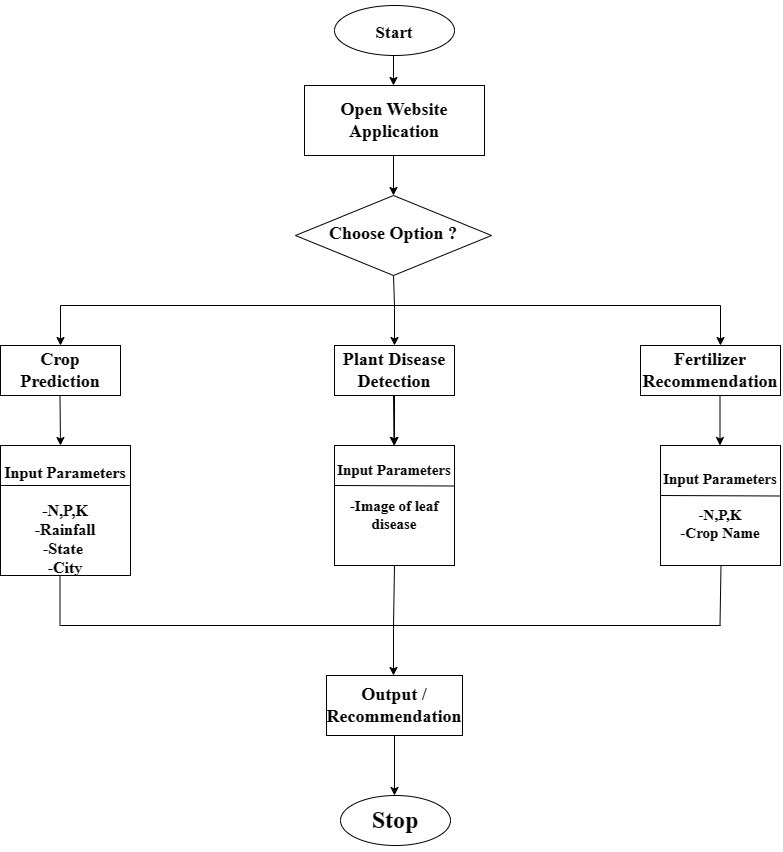 Start
Open Website
Application
Choose Option ?
Crop
Prediction
Plant Disease
Detection
Fertilizer
Recommendation
Input Parameters
-N,P,K
-Rainfall
-State
-City
Input Parameters
-Image of leaf
disease
Input Parameters
-N,P,K
-Crop Name
Output /
Recommendation
Stop